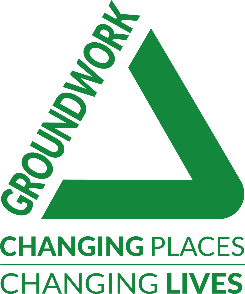 GROUNDWORK
CHANGING PLACES
CHANGING LIVES